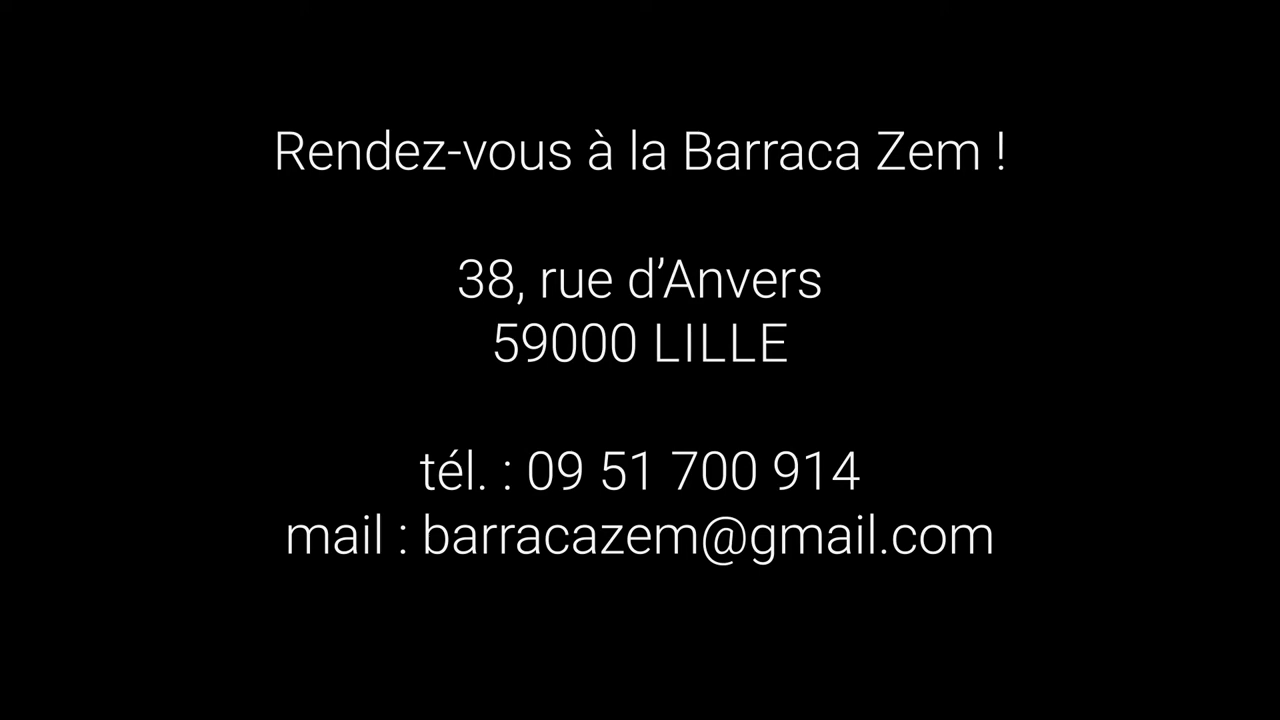 Rendez-vous à la Barraca Zem !
38, rue d’Anvers
59000 LILLE
tél. : 09 51 700 914
mail : barracazem@gmail.com